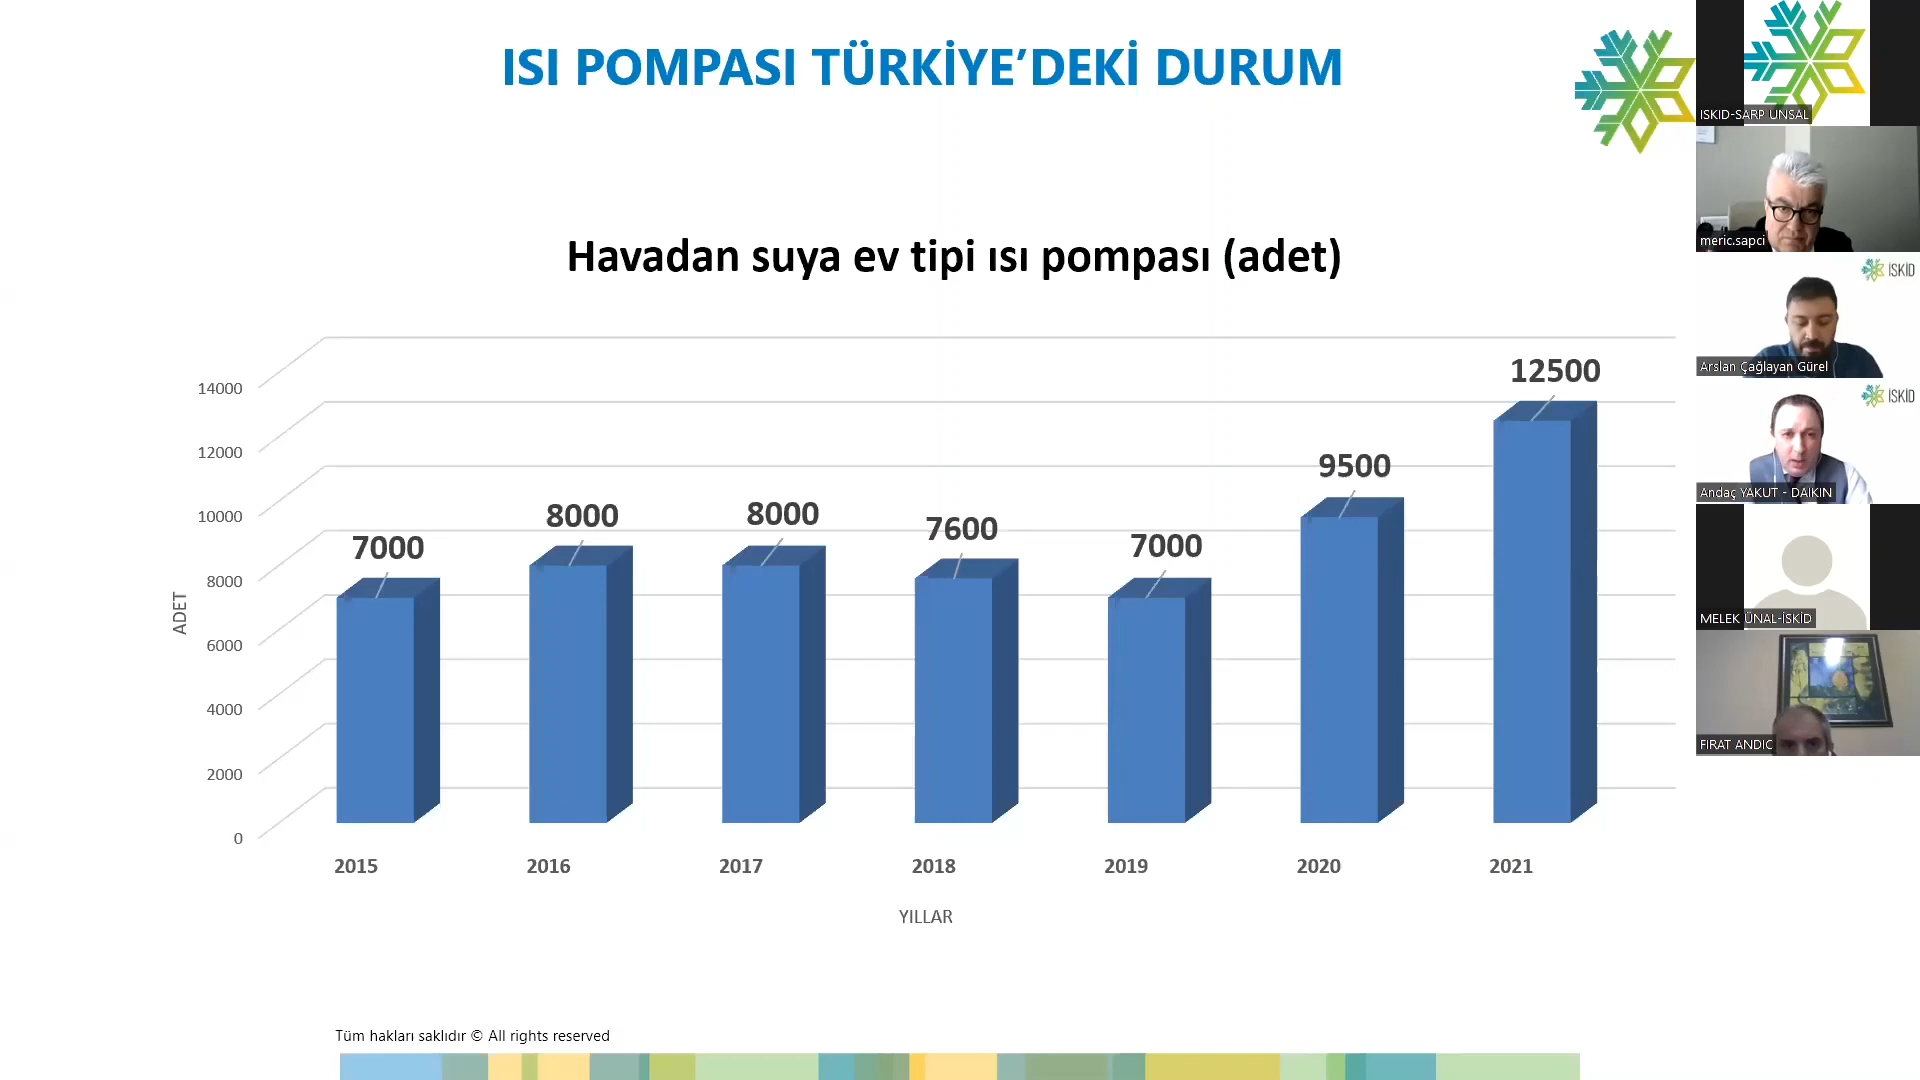 ISI POMPASI TÜRKİYE’DEKİ DURUM
Havadan suya ev tipi ısı pompası (adet)
14000
12000
10000
8000
6000
4000
2000
0
ADET
7000
8000
8000
7600
7000
9500
12500
2015
2016
2017
2018
2019
2020
2021
YILLAR
Tüm hakları saklıdır © All rights reserved
ISKID-SARP ÜNSAL
meric.sapci
İSKİD
Arslan Çağlayan Gürel
İSKİD
Andaç YAKUT - DAIKIN
MELEK ÜNAL-İSKİD
FIRAT ANDIC